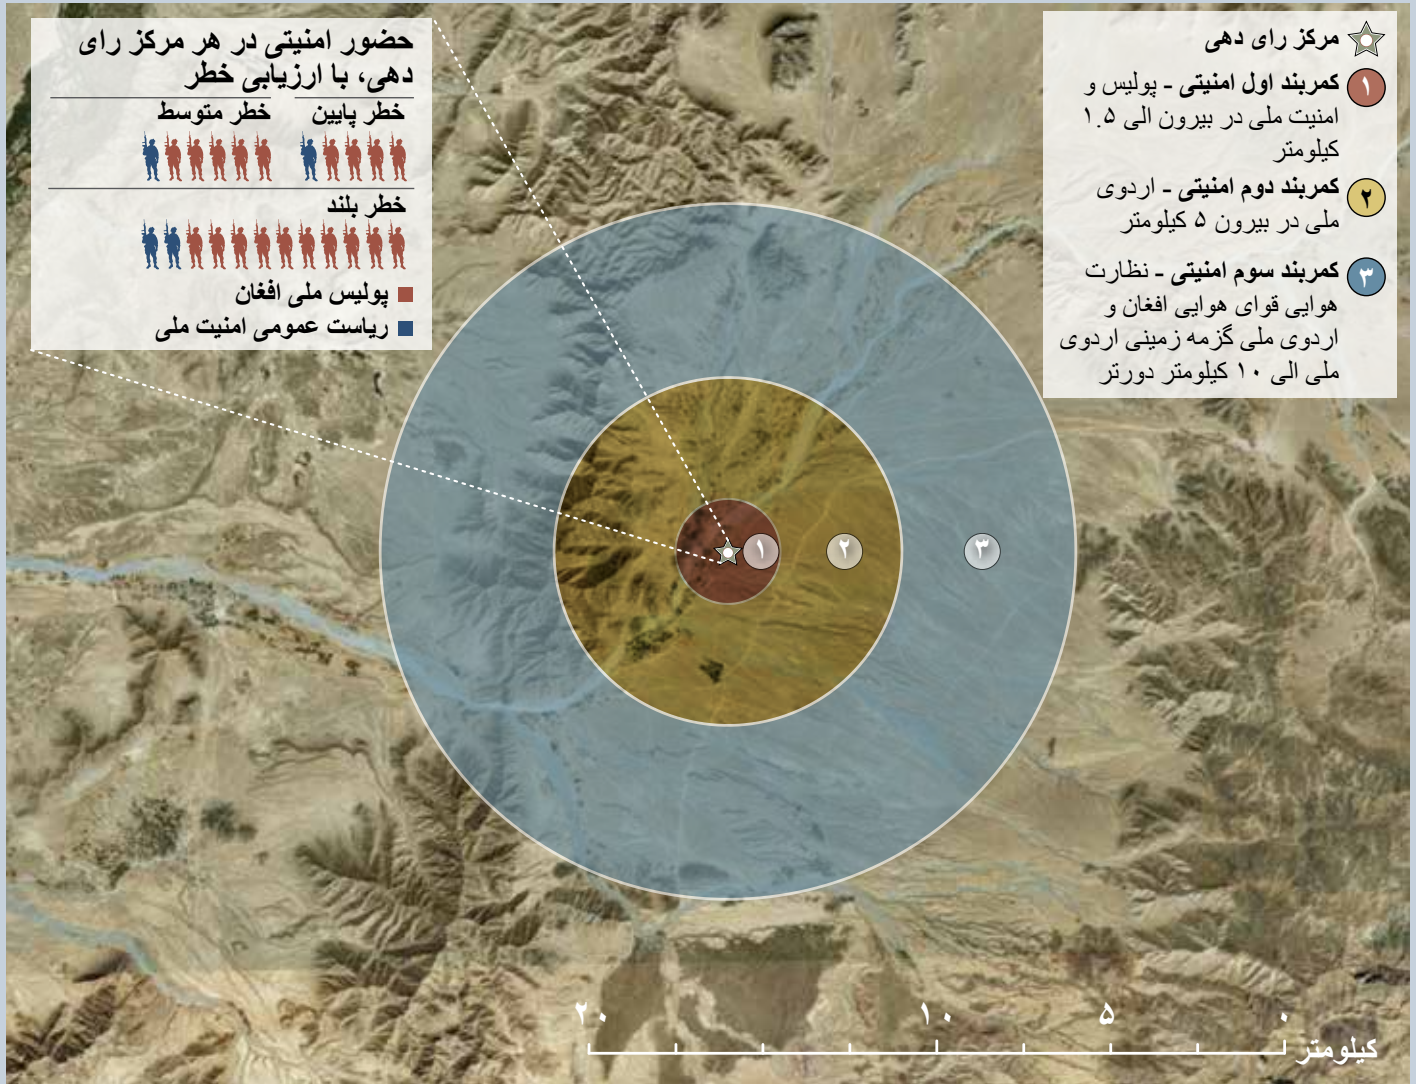 حضور امنیتی در هر مرکز رای
دهی، با ارزیابی خطر
خطر پایین
خطر متوسط
خطر بلند
پولیس ملی افغان
ریاست عمومی امنیت ملی
مرکز رای دهی
۱
کمربند اول امنیتی - پولیس و
امنیت ملی در بیرون الی ۱.۵
کیلومتر
۲
کمربند دوم امنیتی - اردوی
ملی در بیرون ۵ کیلومتر
۳
کمربند سوم امنیتی - نظارت
هوایی قوای هوایی افغان و
اردوی ملی گزمه زمینی اردوی
ملی الی ۱۰ کیلومتر دورتر
۱
۲
۳
۰
۵
۱۰
۲۰
کیلومتر